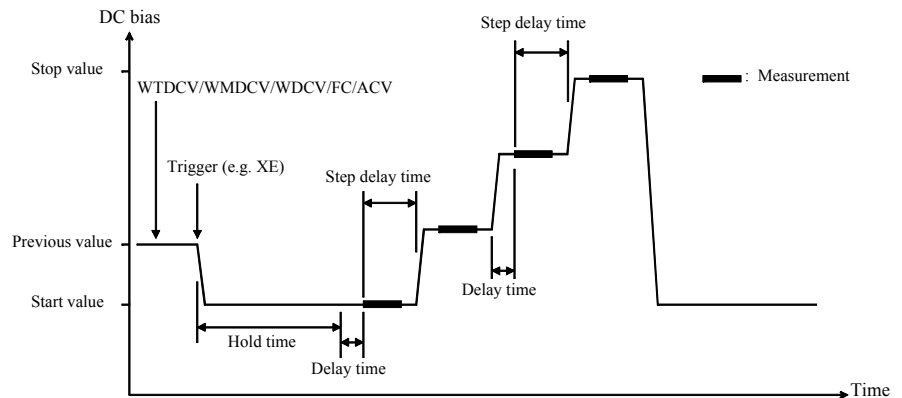 DC bias
Step delay time
Stop value
: Measurement
WTDCV/WMDCV/WDCV/FC/ACV
Trigger (e.g. XE)
Step delay time
Previous value
Delay time
Start value
Hold time
Delay time
Time